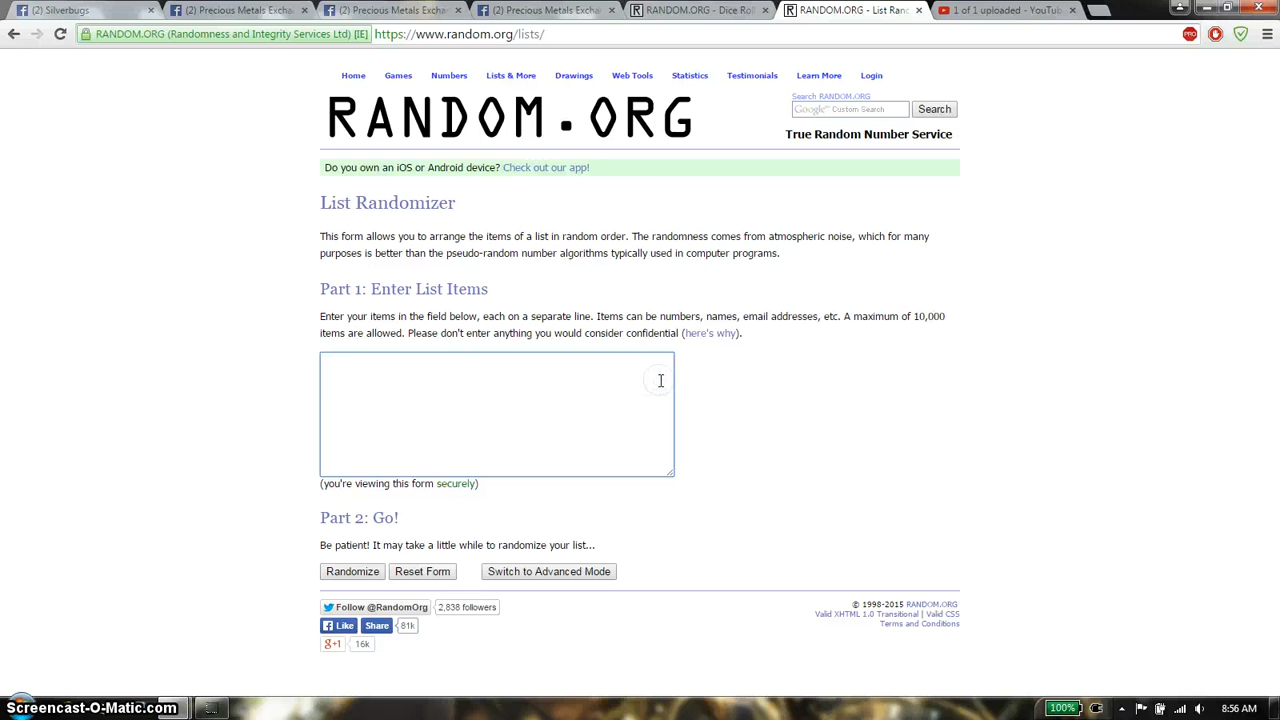 (2) Silverbugs
(2) Precious Metals Exch
(2) Precious Metals Exch
(2) Precious Metals Exch
RANDOM.ORG - Dice Ro
RANDOM.ORG - List Ran
1 of 1 uploaded - YouTub
RANDOM.ORG (Randomness and Integrity Services Ltd) [IE] https://www.random.org/lists/
PRO
Home Games Numbers Lists & More Drawings Web Tools Statistics Testimonials Learn More Login
Search RANDOM.ORG
RANDOM.ORG
Google™ Custom Search Search
True Random Number Service
Do you own an iOS or Android device? Check out our app!
List Randomizer
This form allows you to arrange the items of a list in random order. The randomness comes from atmospheric noise, which for many
purposes is better than the pseudo-random number algorithms typically used in computer programs.
Part 1: Enter List Items
Enter your items in the field below, each on a separate line. Items can be numbers, names, email addresses, etc. A maximum of 10,000
items are allowed. Please don't enter anything you would consider confidential (here's why).
(you're viewing this form securely)
Part 2: Go!
Be patient! It may take a little while to randomize your list...
Randomize Reset Form Switch to Advanced Mode
Follow @RandomOrg 2,838 followers
© 1998-2015 RANDOM.ORG
Valid XHTML 1.0 Transitional | Valid CSS
Terms and Conditions
Like Share 81k
g+1 16k
Screencast-O-Matic.com
100%
8:56 AM